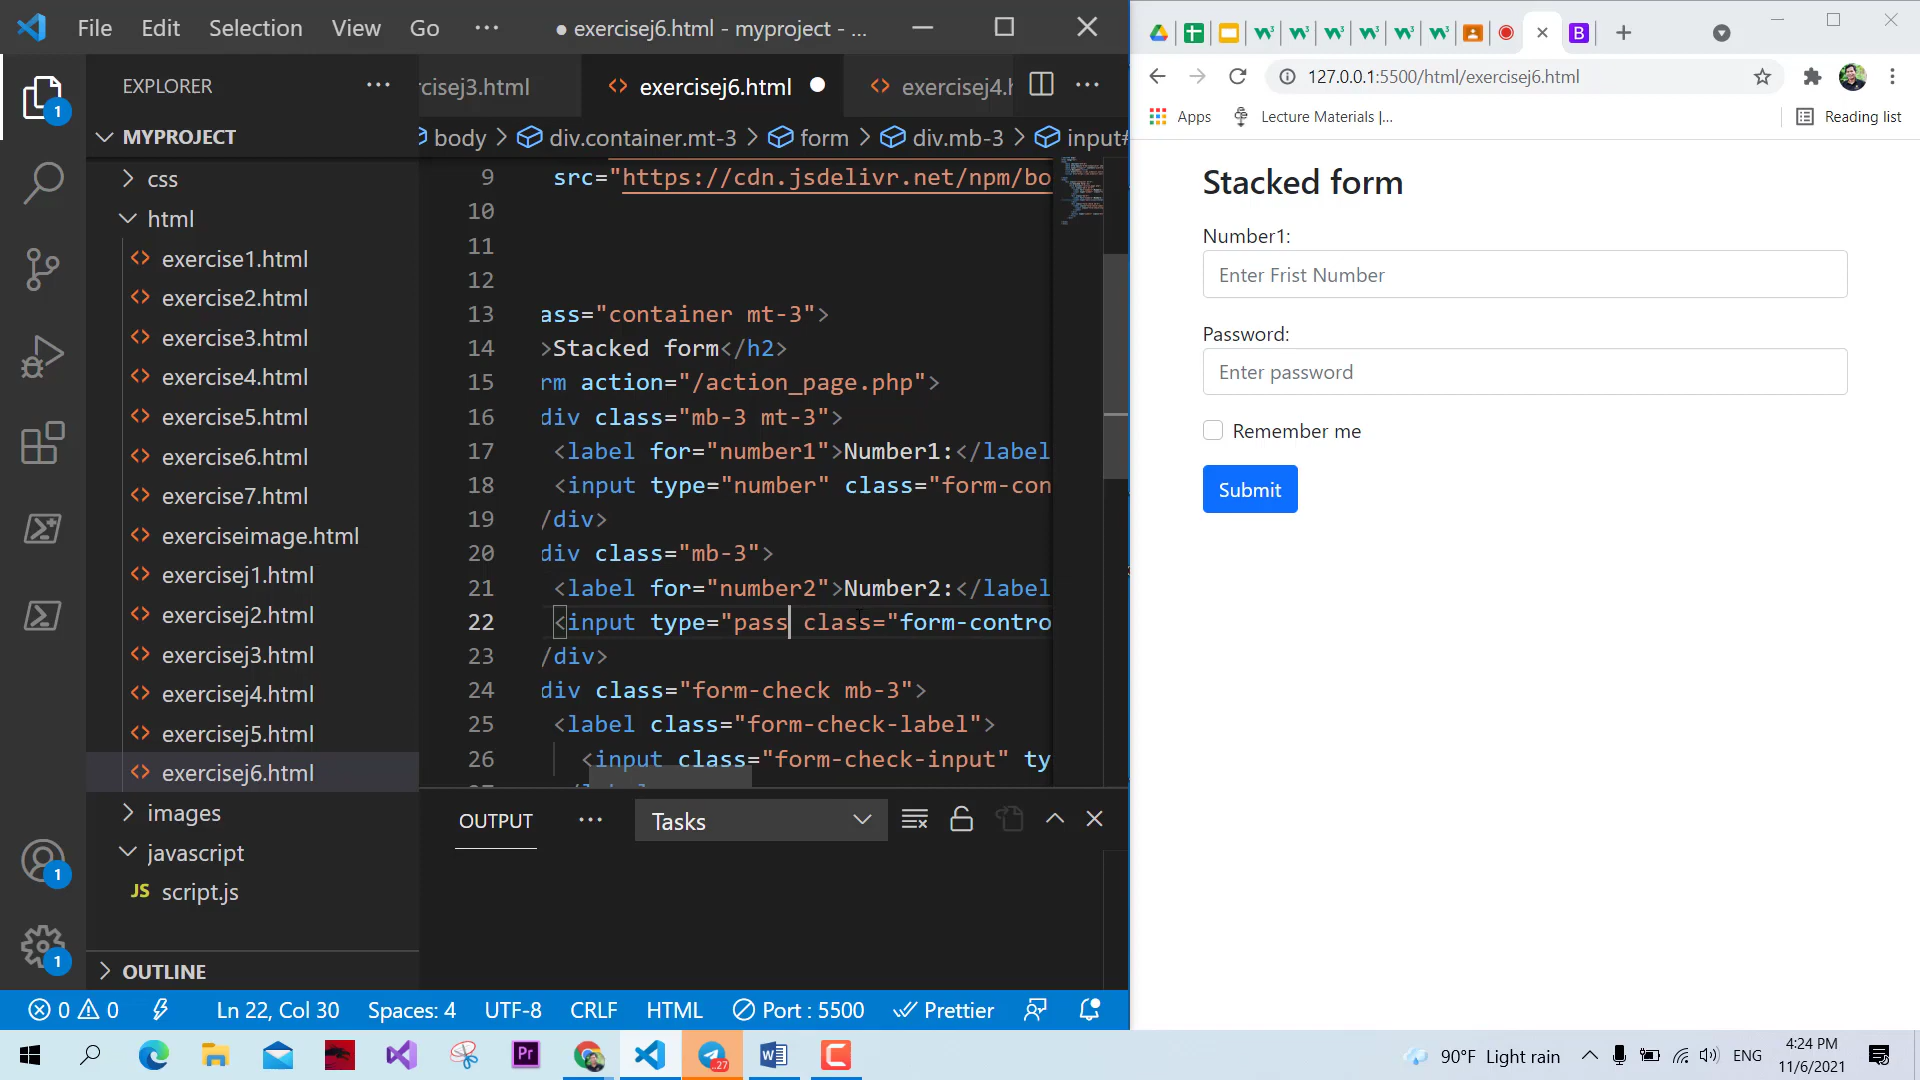 File Edit Selection View Go ··· ● exercisej6.html - myproject - ...
EXPLORER ···
MYPROJECT
css
html
exercise1.html
exercise2.html
exercise3.html
exercise4.html
exercise5.html
exercise6.html
exercise7.html
exerciseimage.html
exercisej1.html
exercisej2.html
exercisej3.html
exercisej4.html
exercisej5.html
exercisej6.html
images
javascript
JS script.js
OUTLINE
1
1
1
rcisej3.html exercisej6.html ● exercisej4.h ···
body > div.container.mt-3 > form > div.mb-3 > input#
9 src="https://cdn.jsdelivr.net/npm/bo
10
11
12
13 ass="container mt-3">
14 >Stacked form</h2>
15 rm action="/action_page.php">
16 div class="mb-3 mt-3">
17 <label for="number1">Number1:</label
18 <input type="number" class="form-con
19 /div>
20 div class="mb-3">
21 <label for="number2">Number2:</label
22 <input type="pass class="form-contro
23 /div>
24 div class="form-check mb-3">
25 <label class="form-check-label">
26 <input class="form-check-input" ty
OUTPUT ··· Tasks
0 0 Ln 22, Col 30 Spaces: 4 UTF-8 CRLF HTML Port : 5500 Prettier
B
127.0.0.1:5500/html/exercisej6.html
Apps Lecture Materials |... Reading list
Stacked form
Number1:
Enter Frist Number
Password:
Enter password
Remember me
Submit
Pr ..27 90°F Light rain ENG 4:24 PM
11/6/2021